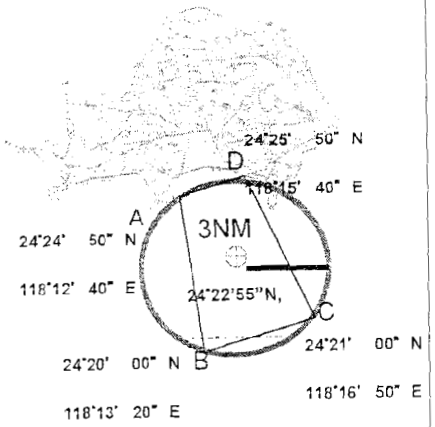 24°25' 50" N
D
118°15' 40" E
A
3NM
24°24' 50" N
118°12' 40" E
24°22'55"N,
C
24°21' 00" N
B
24°20' 00" N
118°16' 50" E
118°13' 20" E